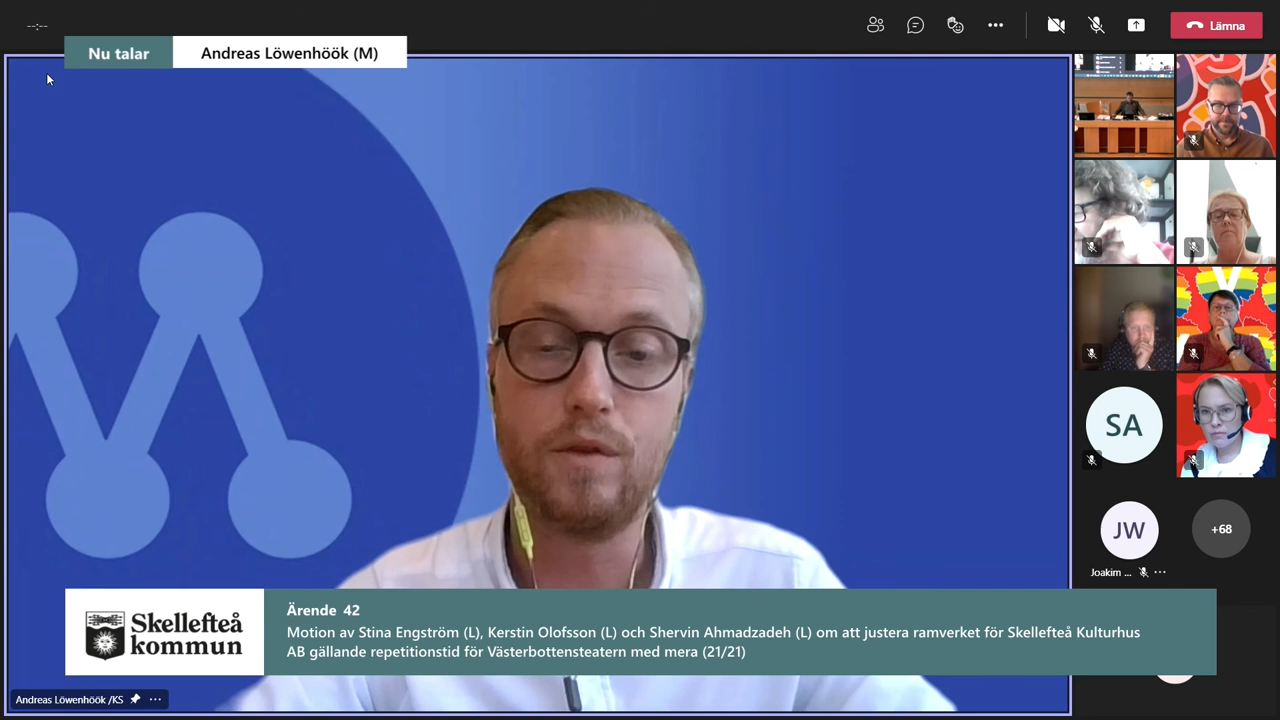 --:--
Lämna
Nu talar
Andreas Löwenhöök (M)
SA
JW
+68
Joakim ...
Skellefteå
kommun
Ärende 42
Motion av Stina Engström (L), Kerstin Olofsson (L) och Shervin Ahmadzadeh (L) om att justera ramverket för Skellefteå Kulturhus
AB gällande repetitionstid för Västerbottensteatern med mera (21/21)
Andreas Löwenhöök /KS